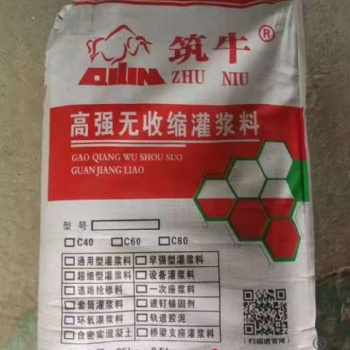 筑牛®
QILIN ZHU NIU
高强无收缩灌浆料
GAO QIANG WU SHOU SUO
GUAN JIANG LIAO
型号
C40 C60 C80
通用型灌浆料 早强型灌浆料
超细型灌浆料 设备灌浆料
道路抢修料 一次座浆料
套筒灌浆料 道钉锚固剂
环氧灌浆料 轨道胶泥
自密实混凝土 桥梁支座灌浆料